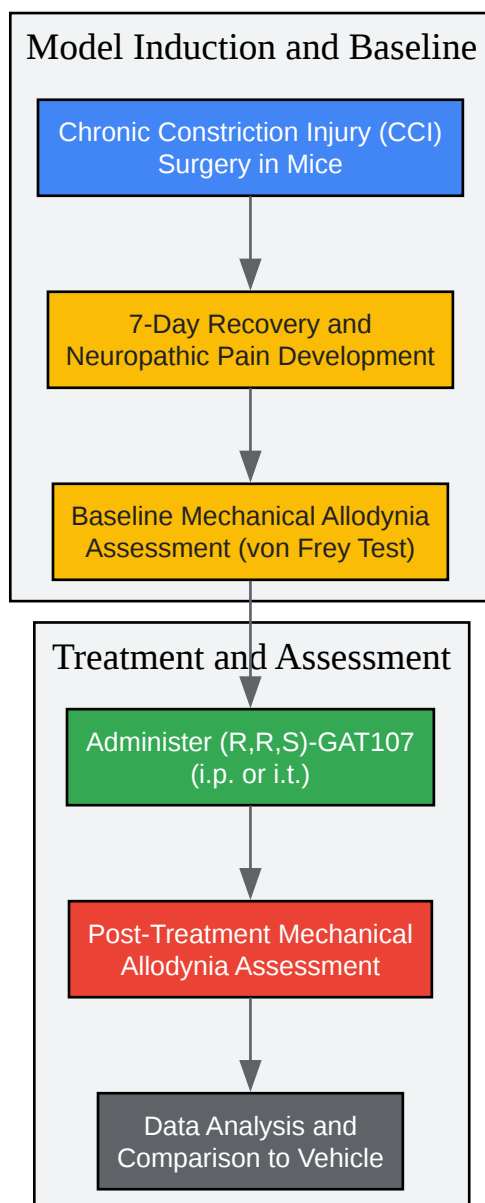 Model Induction and Baseline
Chronic Constriction Injury (CCI)
Surgery in Mice
7-Day Recovery and
Neuropathic Pain Development
Baseline Mechanical Allodynia
Assessment (von Frey Test)
Treatment and Assessment
Administer (R,R,S)-GAT107
(i.p. or i.t.)
Post-Treatment Mechanical
Allodynia Assessment
Data Analysis and
Comparison to Vehicle